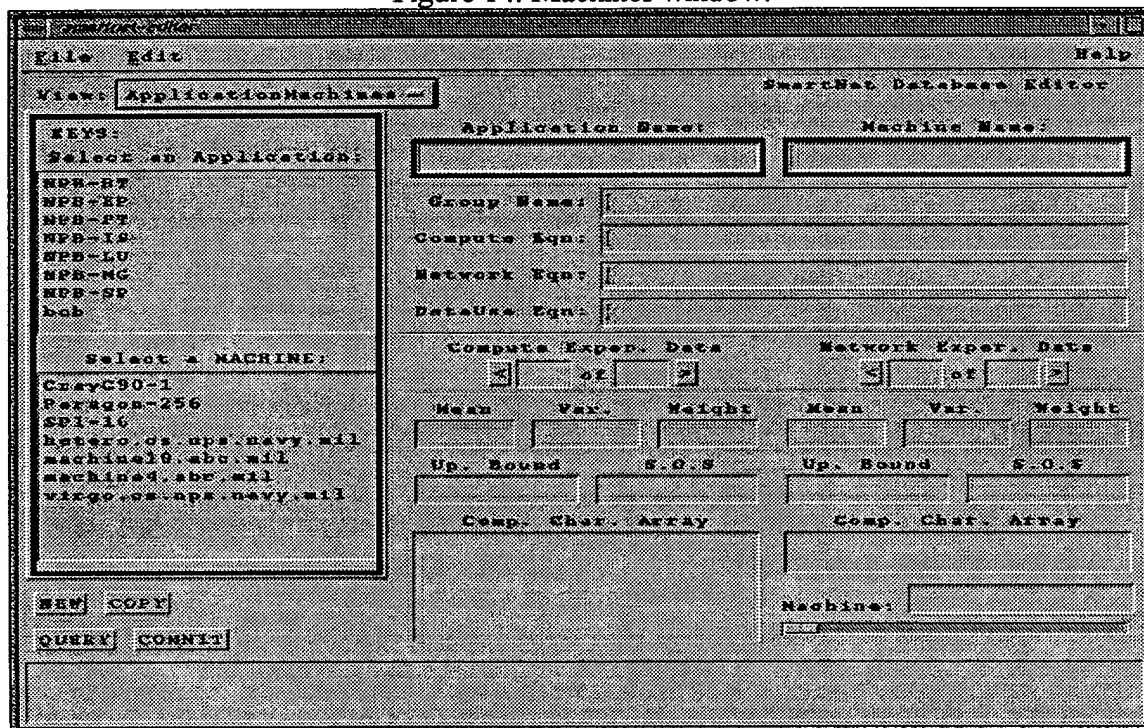 Figure 14. Machines window.
File Edit Help
View: ApplicationMachines
SmartNet Database Editor
KEYS:
Select an Application:
NPB-BT
NPB-EP
NPB-FT
NPB-IS
NPB-LU
NPB-MG
NPB-SP
bob
Select a MACHINE:
CrayC90-1
Paragon-256
SP1-16
hetero.cs.nps.navy.mil
machine10.abc.mil
machine4.abc.mil
virgo.cs.nps.navy.mil
NEW COPY
QUERY COMMIT
Application Name: Machine Name:
Group Name:
Compute Eqn:
Network Eqn:
DataUse Eqn:
Compute Exper. Data Network Exper. Data
< of > < of >
Mean Var. Weight Mean Var. Weight
Up. Bound S.O.S Up. Bound S.O.S
Comp. Char. Array Comp. Char. Array
Machine: